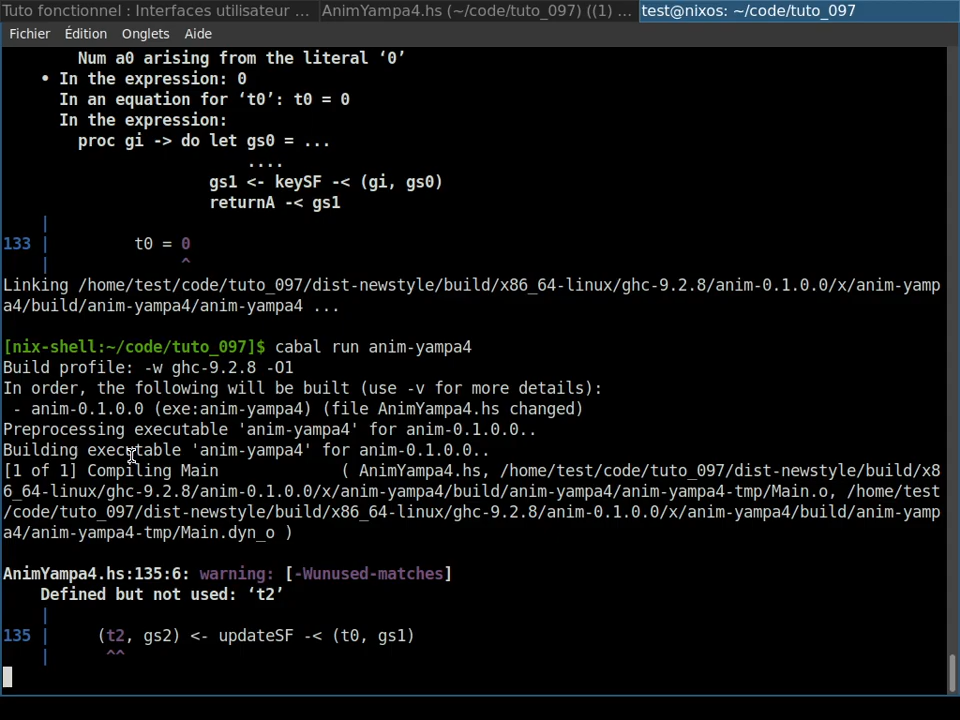 Tuto fonctionnel : Interfaces utilisateur ... AnimYampa4.hs (~/code/tuto_097) ((1) ... test@nixos: ~/code/tuto_097
Fichier Édition Onglets Aide
Num a0 arising from the literal ‘0’
• In the expression: 0
In an equation for ‘t0’: t0 = 0
In the expression:
proc gi -> do let gs0 = ...
....
gs1 <- keySF -< (gi, gs0)
returnA -< gs1
|
133 | t0 = 0
| ^
Linking /home/test/code/tuto_097/dist-newstyle/build/x86_64-linux/ghc-9.2.8/anim-0.1.0.0/x/anim-yamp
a4/build/anim-yampa4/anim-yampa4 ...
[nix-shell:~/code/tuto_097]$ cabal run anim-yampa4
Build profile: -w ghc-9.2.8 -O1
In order, the following will be built (use -v for more details):
- anim-0.1.0.0 (exe:anim-yampa4) (file AnimYampa4.hs changed)
Preprocessing executable 'anim-yampa4' for anim-0.1.0.0..
Building executable 'anim-yampa4' for anim-0.1.0.0..
[1 of 1] Compiling Main ( AnimYampa4.hs, /home/test/code/tuto_097/dist-newstyle/build/x8
6_64-linux/ghc-9.2.8/anim-0.1.0.0/x/anim-yampa4/build/anim-yampa4/anim-yampa4-tmp/Main.o, /home/test
/code/tuto_097/dist-newstyle/build/x86_64-linux/ghc-9.2.8/anim-0.1.0.0/x/anim-yampa4/build/anim-yamp
a4/anim-yampa4-tmp/Main.dyn_o )
AnimYampa4.hs:135:6: warning: [-Wunused-matches]
Defined but not used: ‘t2’
|
135 | (t2, gs2) <- updateSF -< (t0, gs1)
| ^^